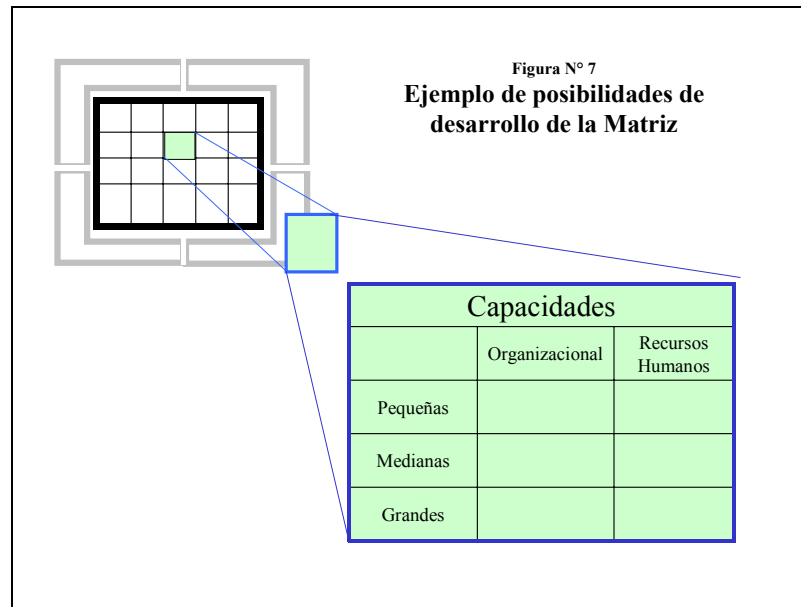 Figura N° 7
Ejemplo de posibilidades de
desarrollo de la Matriz
Capacidades
Organizacional
Recursos
Humanos
Pequeñas
Medianas
Grandes